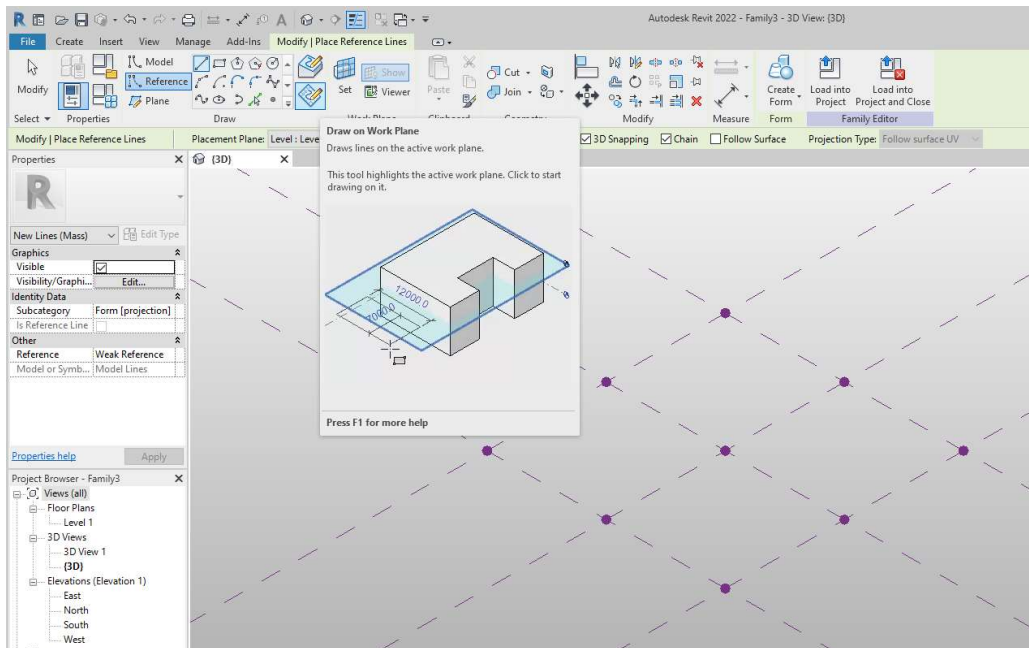 Autodesk Revit 2022 - Family3 - 3D View: {3D}
File Create Insert View Manage Add-Ins Modify | Place Reference Lines
Modify
Model
Reference
Plane
Set
Show
Viewer
Paste
Cut
Join
Create Form
Load into Project
Load into Project and Close
Select Properties Draw Work Plane Clipboard Geometry Modify Measure Form Family Editor
Modify | Place Reference Lines Placement Plane: Level : Leve 3D Snapping Chain Follow Surface Projection Type: Follow surface UV
Properties
{3D}
Draw on Work Plane
Draws lines on the active work plane.
This tool highlights the active work plane. Click to start
drawing on it.
12000.0
7000.0
Press F1 for more help
R
New Lines (Mass) Edit Type
Graphics
Visible
Visibility/Graphi... Edit...
Identity Data
Subcategory Form [projection]
Is Reference Line
Other
Reference Weak Reference
Model or Symb... Model Lines
Properties help Apply
Project Browser - Family3
Views (all)
Floor Plans
Level 1
3D Views
3D View 1
{3D}
Elevations (Elevation 1)
East
North
South
West